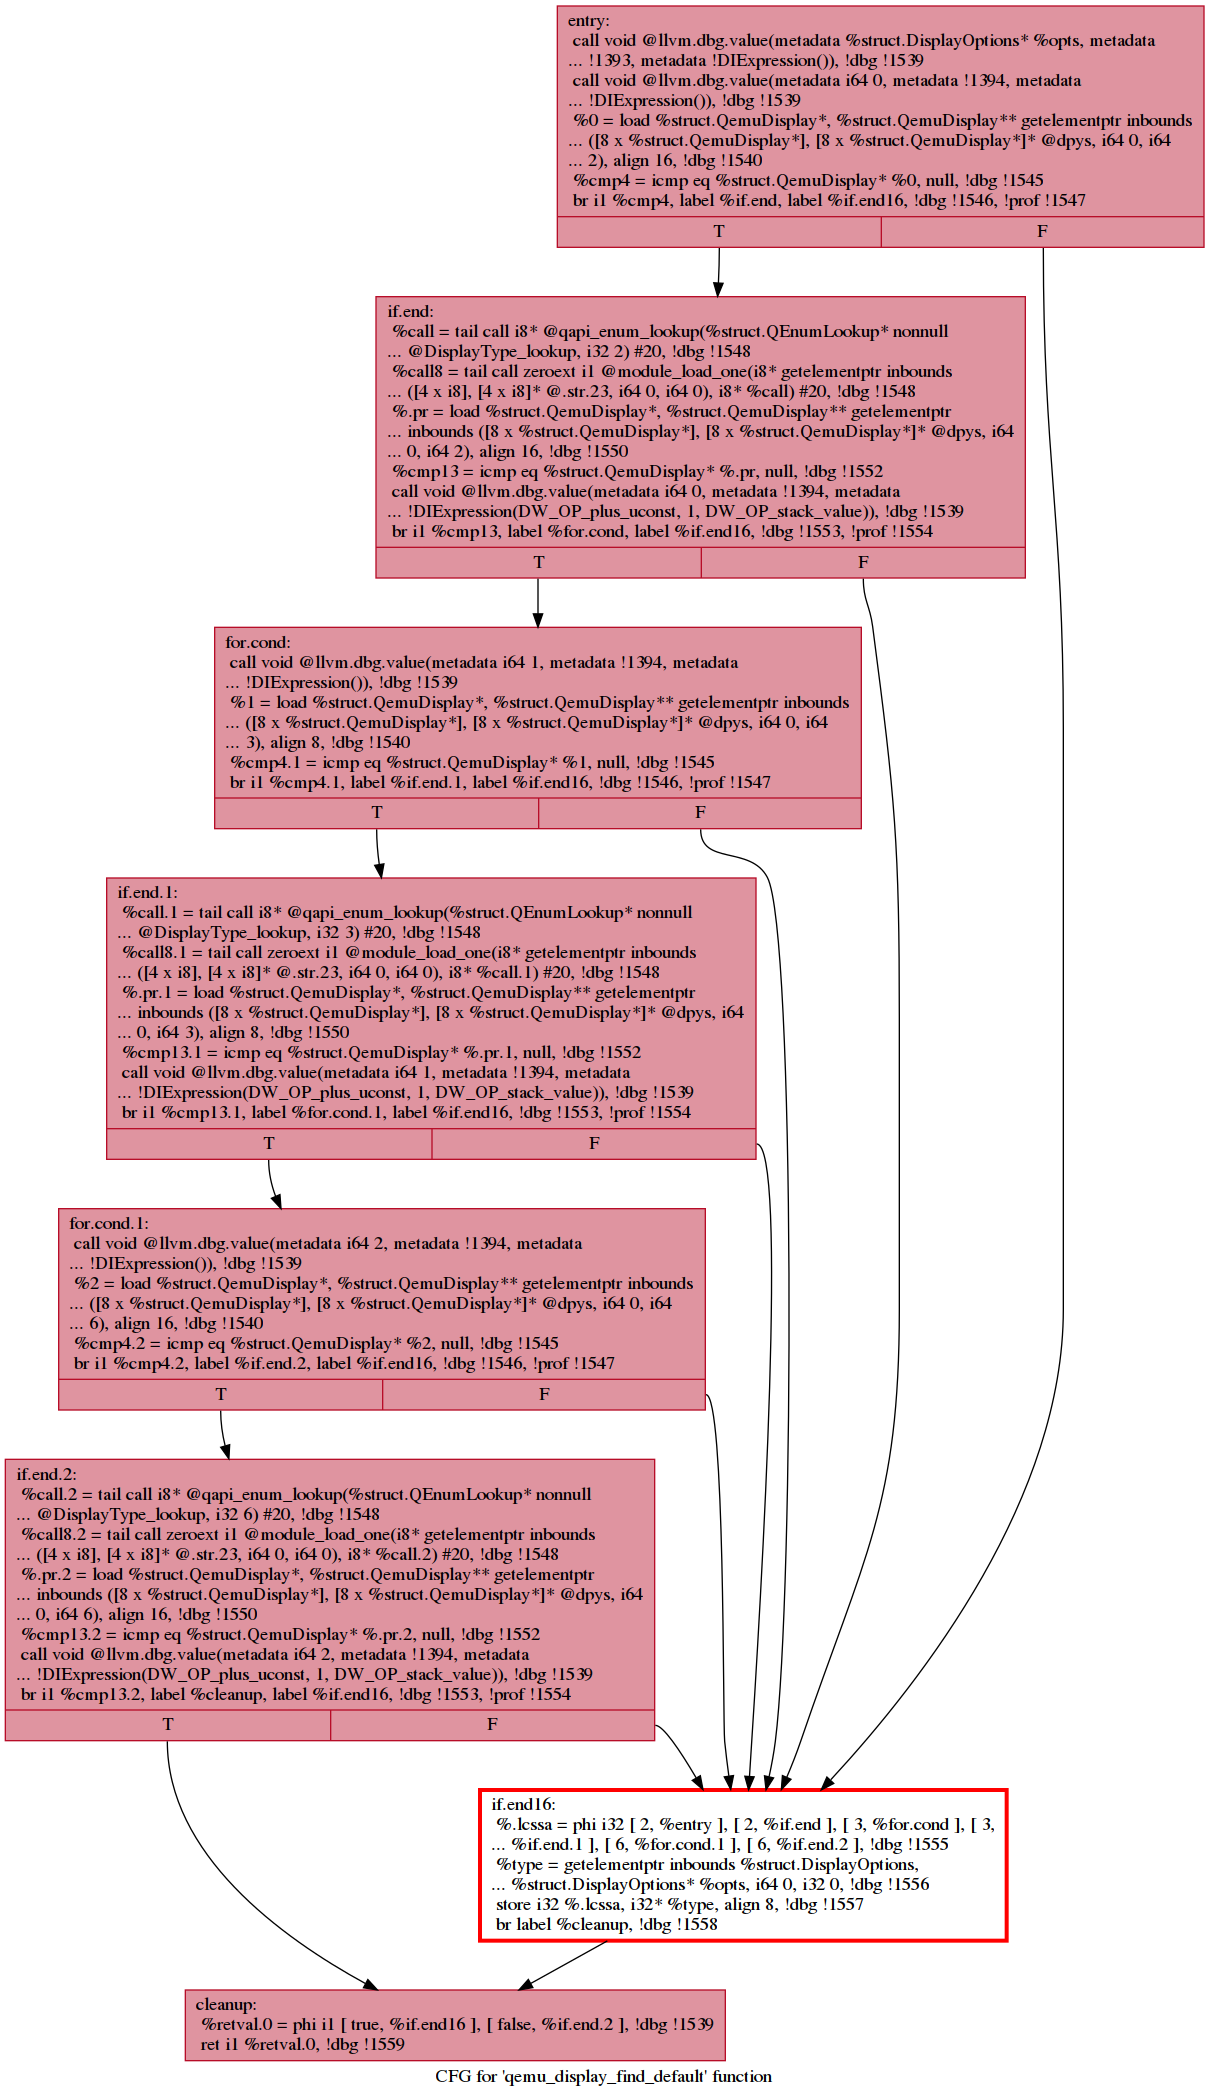 entry:
call void @llvm.dbg.value(metadata %struct.DisplayOptions* %opts, metadata
... !1393, metadata !DIExpression()), !dbg !1539
call void @llvm.dbg.value(metadata i64 0, metadata !1394, metadata
... !DIExpression()), !dbg !1539
%0 = load %struct.QemuDisplay*, %struct.QemuDisplay** getelementptr inbounds
... ([8 x %struct.QemuDisplay*], [8 x %struct.QemuDisplay*]* @dpys, i64 0, i64
... 2), align 16, !dbg !1540
%cmp4 = icmp eq %struct.QemuDisplay* %0, null, !dbg !1545
br i1 %cmp4, label %if.end, label %if.end16, !dbg !1546, !prof !1547
T F
if.end:
%call = tail call i8* @qapi_enum_lookup(%struct.QEnumLookup* nonnull
... @DisplayType_lookup, i32 2) #20, !dbg !1548
%call8 = tail call zeroext i1 @module_load_one(i8* getelementptr inbounds
... ([4 x i8], [4 x i8]* @.str.23, i64 0, i64 0), i8* %call) #20, !dbg !1548
%.pr = load %struct.QemuDisplay*, %struct.QemuDisplay** getelementptr
... inbounds ([8 x %struct.QemuDisplay*], [8 x %struct.QemuDisplay*]* @dpys, i64
... 0, i64 2), align 16, !dbg !1550
%cmp13 = icmp eq %struct.QemuDisplay* %.pr, null, !dbg !1552
call void @llvm.dbg.value(metadata i64 0, metadata !1394, metadata
... !DIExpression(DW_OP_plus_uconst, 1, DW_OP_stack_value)), !dbg !1539
br i1 %cmp13, label %for.cond, label %if.end16, !dbg !1553, !prof !1554
T F
for.cond:
call void @llvm.dbg.value(metadata i64 1, metadata !1394, metadata
... !DIExpression()), !dbg !1539
%1 = load %struct.QemuDisplay*, %struct.QemuDisplay** getelementptr inbounds
... ([8 x %struct.QemuDisplay*], [8 x %struct.QemuDisplay*]* @dpys, i64 0, i64
... 3), align 8, !dbg !1540
%cmp4.1 = icmp eq %struct.QemuDisplay* %1, null, !dbg !1545
br i1 %cmp4.1, label %if.end.1, label %if.end16, !dbg !1546, !prof !1547
T F
if.end.1:
%call.1 = tail call i8* @qapi_enum_lookup(%struct.QEnumLookup* nonnull
... @DisplayType_lookup, i32 3) #20, !dbg !1548
%call8.1 = tail call zeroext i1 @module_load_one(i8* getelementptr inbounds
... ([4 x i8], [4 x i8]* @.str.23, i64 0, i64 0), i8* %call.1) #20, !dbg !1548
%.pr.1 = load %struct.QemuDisplay*, %struct.QemuDisplay** getelementptr
... inbounds ([8 x %struct.QemuDisplay*], [8 x %struct.QemuDisplay*]* @dpys, i64
... 0, i64 3), align 8, !dbg !1550
%cmp13.1 = icmp eq %struct.QemuDisplay* %.pr.1, null, !dbg !1552
call void @llvm.dbg.value(metadata i64 1, metadata !1394, metadata
... !DIExpression(DW_OP_plus_uconst, 1, DW_OP_stack_value)), !dbg !1539
br i1 %cmp13.1, label %for.cond.1, label %if.end16, !dbg !1553, !prof !1554
T F
for.cond.1:
call void @llvm.dbg.value(metadata i64 2, metadata !1394, metadata
... !DIExpression()), !dbg !1539
%2 = load %struct.QemuDisplay*, %struct.QemuDisplay** getelementptr inbounds
... ([8 x %struct.QemuDisplay*], [8 x %struct.QemuDisplay*]* @dpys, i64 0, i64
... 6), align 16, !dbg !1540
%cmp4.2 = icmp eq %struct.QemuDisplay* %2, null, !dbg !1545
br i1 %cmp4.2, label %if.end.2, label %if.end16, !dbg !1546, !prof !1547
T F
if.end.2:
%call.2 = tail call i8* @qapi_enum_lookup(%struct.QEnumLookup* nonnull
... @DisplayType_lookup, i32 6) #20, !dbg !1548
%call8.2 = tail call zeroext i1 @module_load_one(i8* getelementptr inbounds
... ([4 x i8], [4 x i8]* @.str.23, i64 0, i64 0), i8* %call.2) #20, !dbg !1548
%.pr.2 = load %struct.QemuDisplay*, %struct.QemuDisplay** getelementptr
... inbounds ([8 x %struct.QemuDisplay*], [8 x %struct.QemuDisplay*]* @dpys, i64
... 0, i64 6), align 16, !dbg !1550
%cmp13.2 = icmp eq %struct.QemuDisplay* %.pr.2, null, !dbg !1552
call void @llvm.dbg.value(metadata i64 2, metadata !1394, metadata
... !DIExpression(DW_OP_plus_uconst, 1, DW_OP_stack_value)), !dbg !1539
br i1 %cmp13.2, label %cleanup, label %if.end16, !dbg !1553, !prof !1554
T F
if.end16:
%.lcssa = phi i32 [ 2, %entry ], [ 2, %if.end ], [ 3, %for.cond ], [ 3,
... %if.end.1 ], [ 6, %for.cond.1 ], [ 6, %if.end.2 ], !dbg !1555
%type = getelementptr inbounds %struct.DisplayOptions,
... %struct.DisplayOptions* %opts, i64 0, i32 0, !dbg !1556
store i32 %.lcssa, i32* %type, align 8, !dbg !1557
br label %cleanup, !dbg !1558
cleanup:
%retval.0 = phi i1 [ true, %if.end16 ], [ false, %if.end.2 ], !dbg !1539
ret i1 %retval.0, !dbg !1559
CFG for 'qemu_display_find_default' function